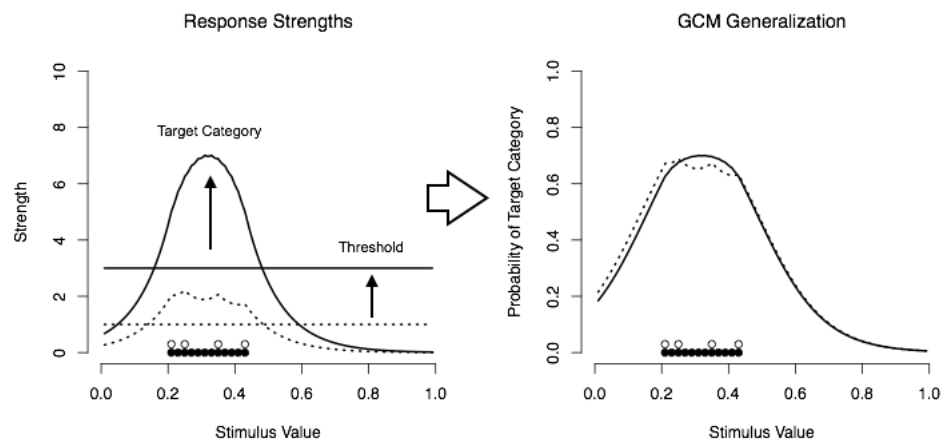 Response Strengths
Strength
10
8
6
4
2
0
Target Category
Threshold
0.0 0.2 0.4 0.6 0.8 1.0
Stimulus Value
GCM Generalization
Probability of Target Category
1.0
0.8
0.6
0.4
0.2
0.0
0.0 0.2 0.4 0.6 0.8 1.0
Stimulus Value